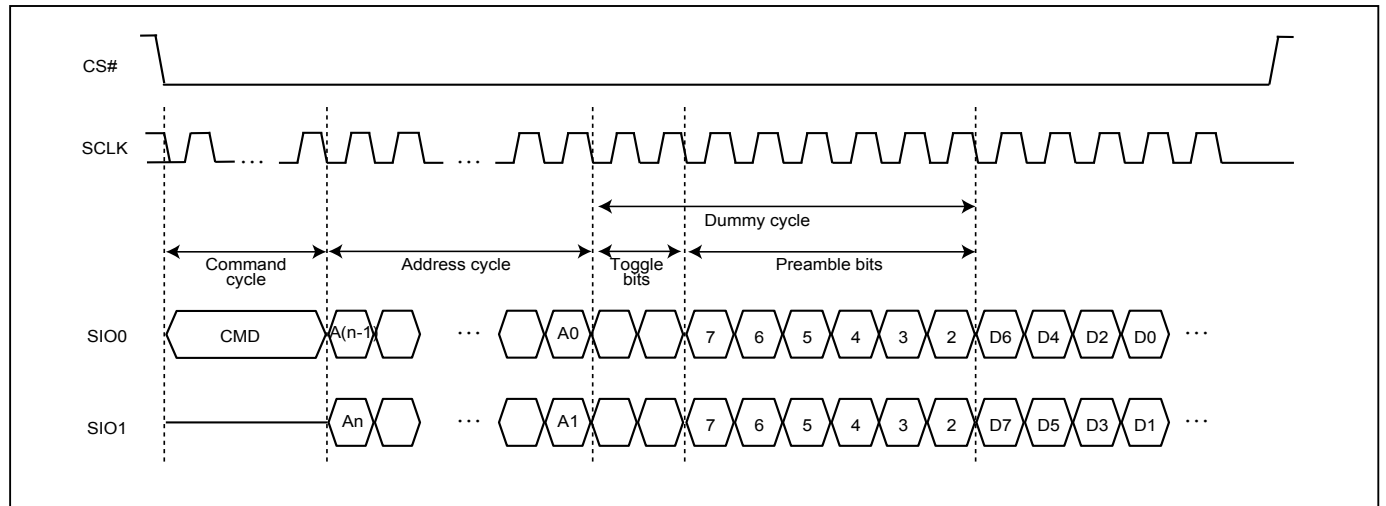 CS#
SCLK ... ...
Dummy cycle
Command cycle
Address cycle
Toggle bits
Preamble bits
SIO0 CMD A(n-1) ... A0 7 6 5 4 3 2 D6 D4 D2 D0 ...
SIO1 An ... A1 7 6 5 4 3 2 D7 D5 D3 D1 ...